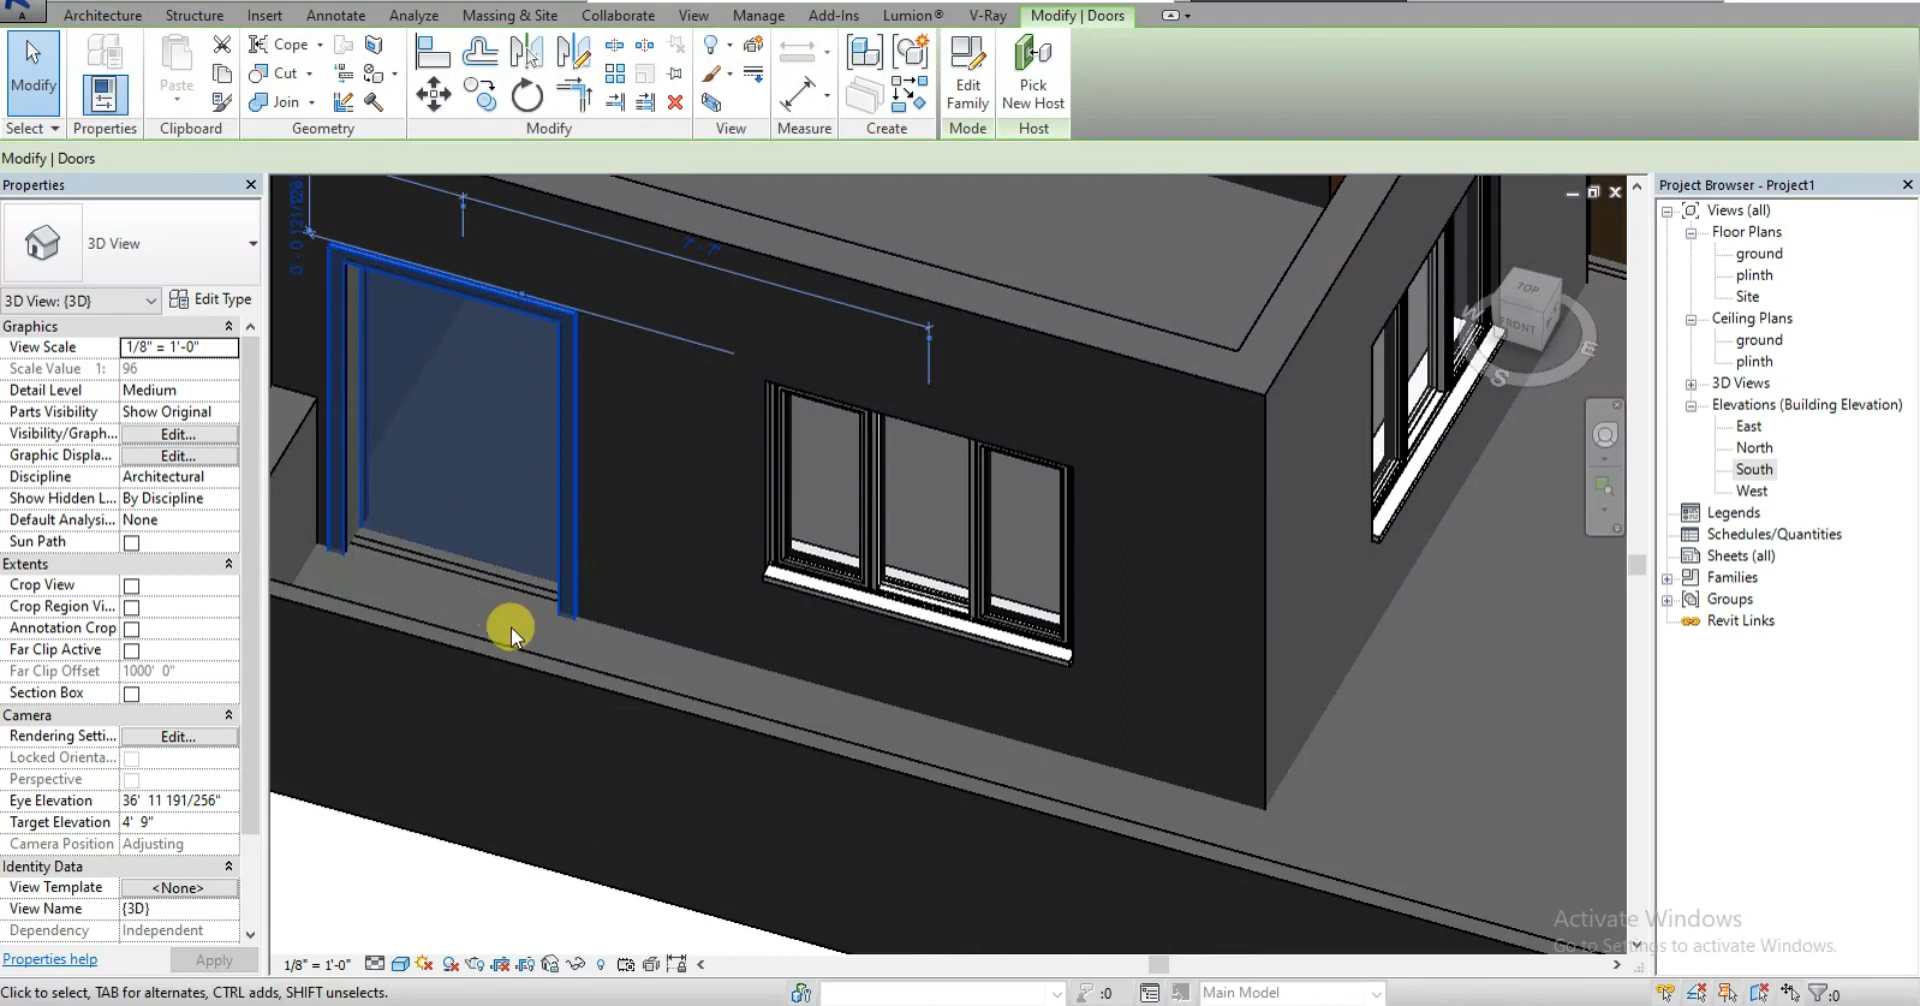 A
Architecture Structure Insert Annotate Analyze Massing & Site Collaborate View Manage Add-Ins Lumion® V-Ray Modify | Doors
Modify
Paste
Cope
Cut
Join
Edit Family
Pick New Host
Select Properties Clipboard Geometry Modify View Measure Create Mode Host
Modify | Doors
Properties
3D View
3D View: {3D} Edit Type
Graphics
View Scale 1/8" = 1'-0"
Scale Value 1: 96
Detail Level Medium
Parts Visibility Show Original
Visibility/Graph... Edit...
Graphic Displa... Edit...
Discipline Architectural
Show Hidden L... By Discipline
Default Analysi... None
Sun Path
Extents
Crop View
Crop Region Vi...
Annotation Crop
Far Clip Active
Far Clip Offset 1000' 0"
Section Box
Camera
Rendering Setti... Edit...
Locked Orienta...
Perspective
Eye Elevation 36' 11 191/256"
Target Elevation 4' 9"
Camera Position Adjusting
Identity Data
View Template <None>
View Name {3D}
Dependency Independent
Properties help Apply
7' - 7"
TOP
FRONT
W
S
E
Project Browser - Project1
Views (all)
Floor Plans
ground
plinth
Site
Ceiling Plans
ground
plinth
3D Views
Elevations (Building Elevation)
East
North
South
West
Legends
Schedules/Quantities
Sheets (all)
Families
Groups
Revit Links
Activate Windows
Go to Settings to activate Windows.
1/8" = 1'-0"
Click to select, TAB for alternates, CTRL adds, SHIFT unselects.
:0
Main Model
:0